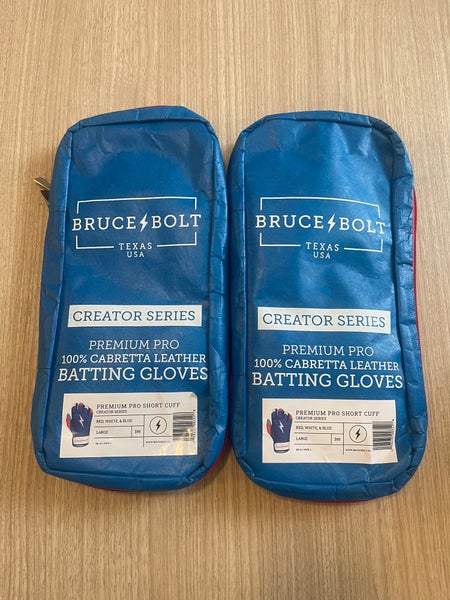 BRUCE BOLT
TEXAS
USA
CREATOR SERIES
PREMIUM PRO
100% CABRETTA LEATHER
BATTING GLOVES
PREMIUM PRO SHORT CUFF
CREATOR SERIES
RED, WHITE, & BLUE
LARGE
BRUCE BOLT
TEXAS
USA
CREATOR SERIES
PREMIUM PRO
100% CABRETTA LEATHER
BATTING GLOVES
PREMIUM PRO SHORT CUFF
CREATOR SERIES
RED, WHITE, & BLUE
LARGE